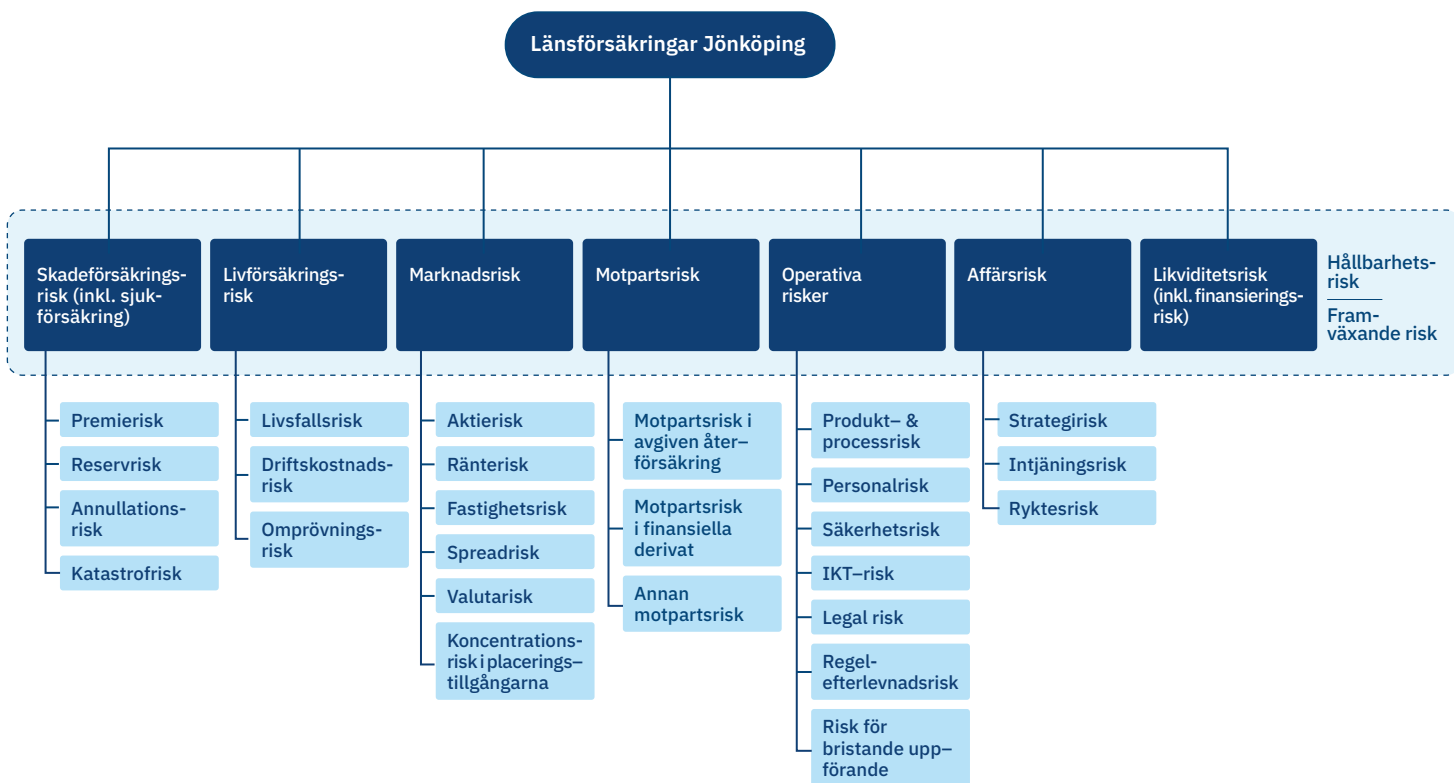 Länsförsäkringar Jönköping
Skadeförsäkrings-
risk (inkl. sjuk-
försäkring)
Livförsäkrings-
risk
Marknadsrisk
Motpartsrisk
Operativa
risker
Affärsrisk
Likviditetsrisk
(inkl. finansierings-
risk)
Hållbarhets-
risk
Fram-
växande risk
Premierisk
Reservrisk
Annullations-
risk
Katastrofrisk
Livsfallsrisk
Driftskostnads-
risk
Omprövnings-
risk
Aktierisk
Ränterisk
Fastighetsrisk
Spreadrisk
Valutarisk
Koncentrations-
risk i placerings–
tillgångarna
Motpartsrisk i
avgiven åter–
försäkring
Motpartsrisk
i finansiella
derivat
Annan
motpartsrisk
Produkt– &
processrisk
Personalrisk
Säkerhetsrisk
IKT–risk
Legal risk
Regel-
efterlevnadsrisk
Risk för
bristande upp–
förande
Strategirisk
Intjäningsrisk
Ryktesrisk